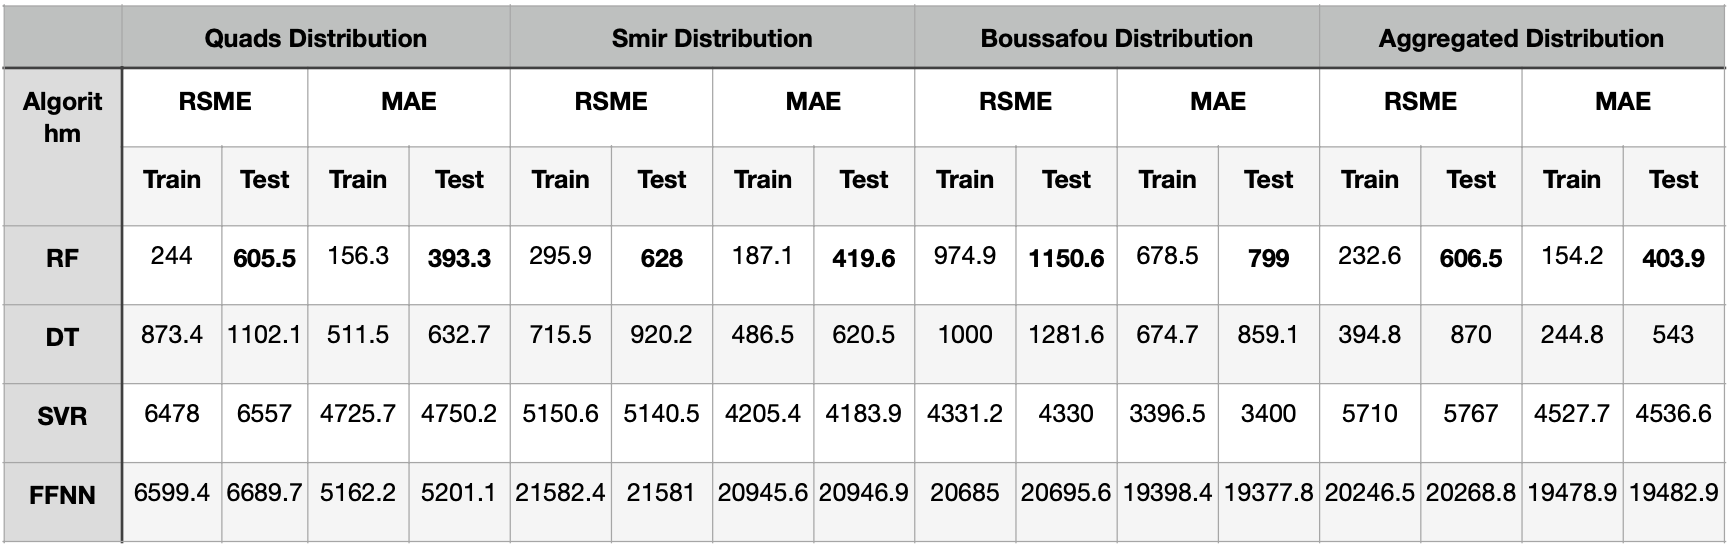 Quads Distribution Smir Distribution Boussafou Distribution Aggregated Distribution
Algorit
hm
RSME MAE RSME MAE RSME MAE RSME MAE
Train Test Train Test Train Test Train Test Train Test Train Test Train Test Train Test
RF 244 605.5 156.3 393.3 295.9 628 187.1 419.6 974.9 1150.6 678.5 799 232.6 606.5 154.2 403.9
DT 873.4 1102.1 511.5 632.7 715.5 920.2 486.5 620.5 1000 1281.6 674.7 859.1 394.8 870 244.8 543
SVR 6478 6557 4725.7 4750.2 5150.6 5140.5 4205.4 4183.9 4331.2 4330 3396.5 3400 5710 5767 4527.7 4536.6
FFNN 6599.4 6689.7 5162.2 5201.1 21582.4 21581 20945.6 20946.9 20685 20695.6 19398.4 19377.8 20246.5 20268.8 19478.9 19482.9